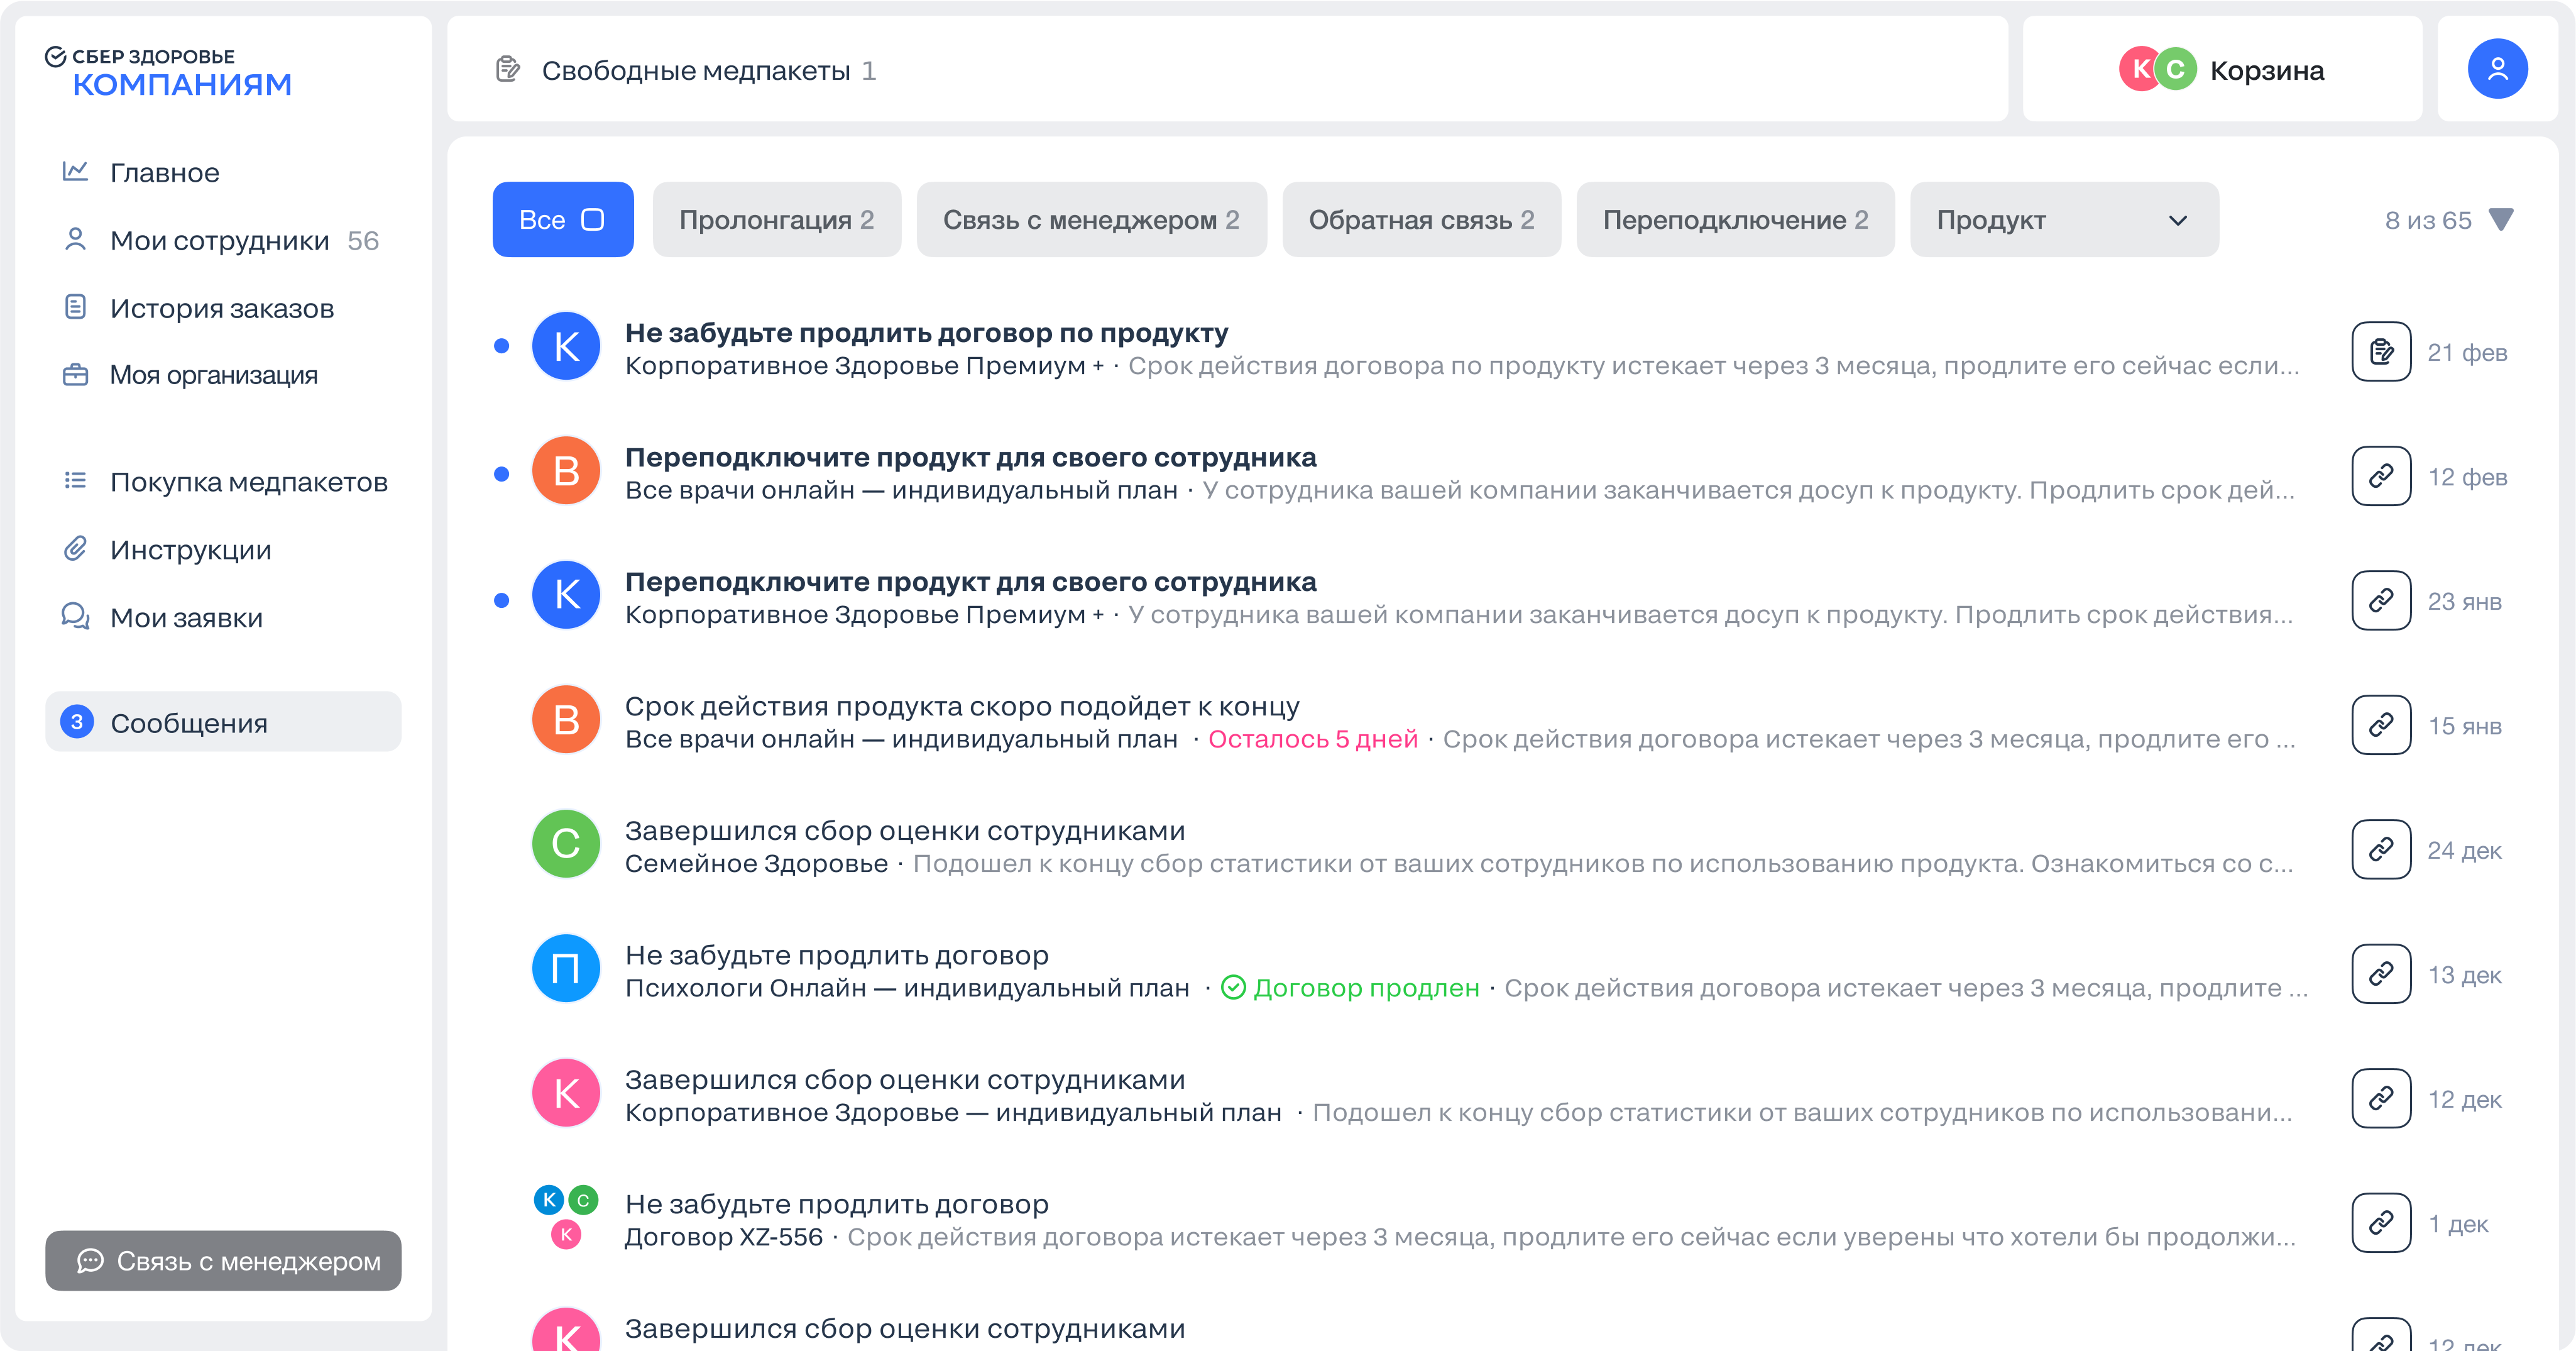 СБЕР ЗДОРОВЬЕ
КОМПАНИЯМ
Главное
Мои сотрудники 56
История заказов
Моя организация
Покупка медпакетов
Инструкции
Мои заявки
3 Сообщения
Связь с менеджером
Свободные медпакеты 1
К С Корзина
Все
Пролонгация 2
Связь с менеджером 2
Обратная связь 2
Переподключение 2
Продукт
8 из 65
К
Не забудьте продлить договор по продукту
Корпоративное Здоровье Премиум + · Срок действия договора по продукту истекает через 3 месяца, продлите его сейчас если...
21 фев
В
Переподключите продукт для своего сотрудника
Все врачи онлайн — индивидуальный план · У сотрудника вашей компании заканчивается досуп к продукту. Продлить срок дей...
12 фев
К
Переподключите продукт для своего сотрудника
Корпоративное Здоровье Премиум + · У сотрудника вашей компании заканчивается досуп к продукту. Продлить срок действия...
23 янв
В
Срок действия продукта скоро подойдет к концу
Все врачи онлайн — индивидуальный план · Осталось 5 дней · Срок действия договора истекает через 3 месяца, продлите его ...
15 янв
С
Завершился сбор оценки сотрудниками
Семейное Здоровье · Подошел к концу сбор статистики от ваших сотрудников по использованию продукта. Ознакомиться со с...
24 дек
П
Не забудьте продлить договор
Психологи Онлайн — индивидуальный план · Договор продлен · Срок действия договора истекает через 3 месяца, продлите ...
13 дек
К
Завершился сбор оценки сотрудниками
Корпоративное Здоровье — индивидуальный план · Подошел к концу сбор статистики от ваших сотрудников по использовани...
12 дек
К С
К
Не забудьте продлить договор
Договор XZ-556 · Срок действия договора истекает через 3 месяца, продлите его сейчас если уверены что хотели бы продолжи...
1 дек
К
Завершился сбор оценки сотрудниками
12 дек